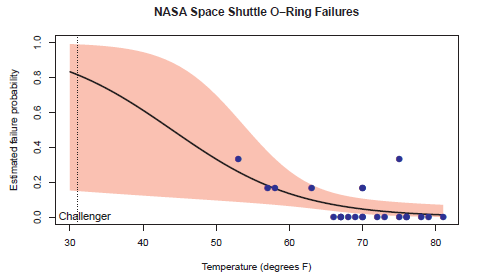 NASA Space Shuttle O–Ring Failures
Estimated failure probability
1.0
0.8
0.6
0.4
0.2
0.0
Challenger
30 40 50 60 70 80
Temperature (degrees F)